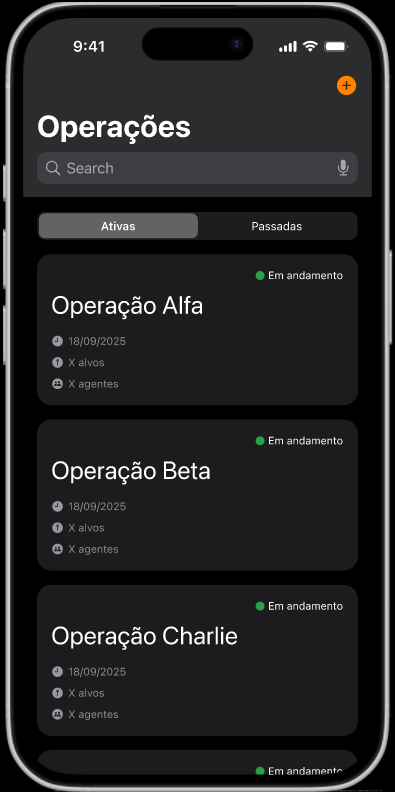 9:41
Operações
Search
Ativas
Passadas
Em andamento
Operação Alfa
18/09/2025
X alvos
X agentes
Em andamento
Operação Beta
18/09/2025
X alvos
X agentes
Em andamento
Operação Charlie
18/09/2025
X alvos
X agentes
Em andamento